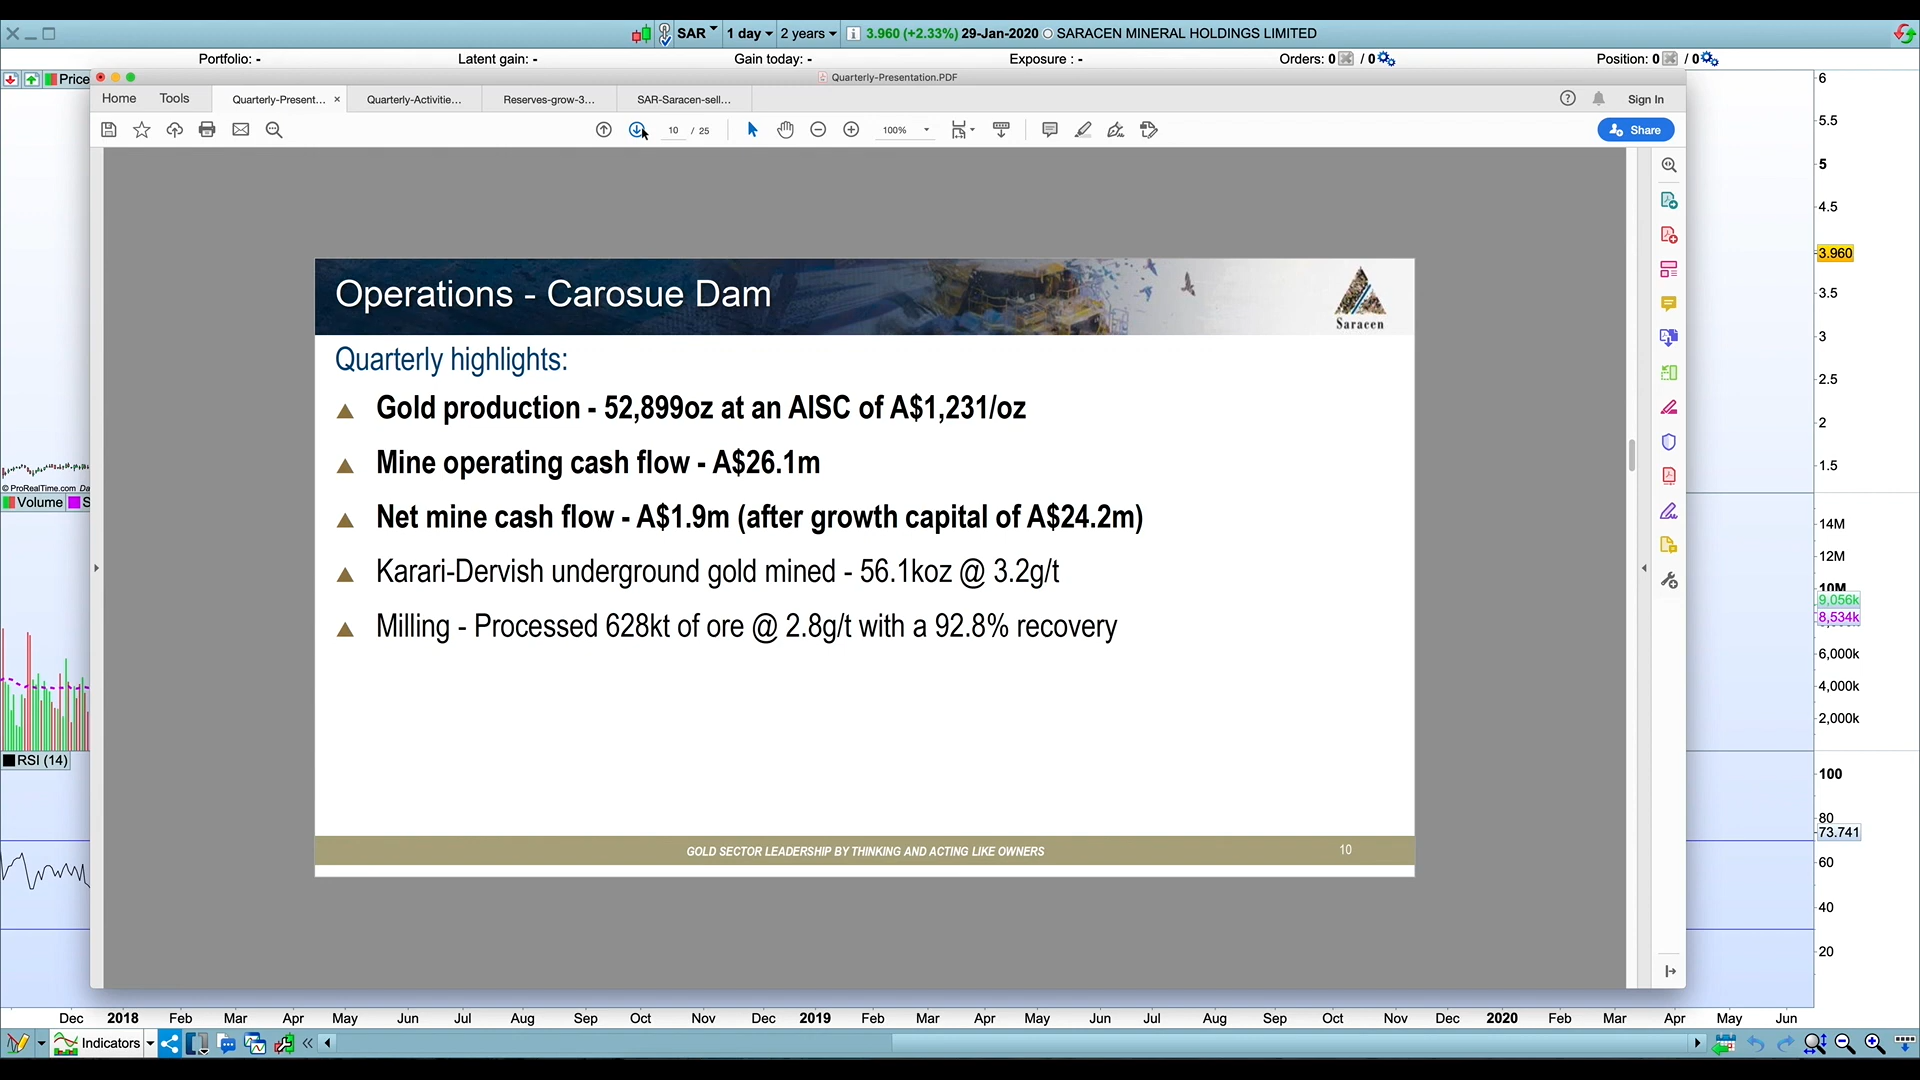 SAR 1 day 2 years 3.960 (+2.33%) 29-Jan-2020 SARACEN MINERAL HOLDINGS LIMITED
Portfolio: - Latent gain: - Gain today: - Exposure : - Orders: 0 / 0 Position: 0 / 0
Price
Quarterly-Presentation.PDF
Home Tools Quarterly-Present... × Quarterly-Activitie... Reserves-grow-3... SAR-Saracen-sell... Sign In
10 / 25 100% Share
Operations - Carosue Dam
Saracen
Quarterly highlights:
Gold production - 52,899oz at an AISC of A$1,231/oz
Mine operating cash flow - A$26.1m
Net mine cash flow - A$1.9m (after growth capital of A$24.2m)
Karari-Dervish underground gold mined - 56.1koz @ 3.2g/t
Milling - Processed 628kt of ore @ 2.8g/t with a 92.8% recovery
GOLD SECTOR LEADERSHIP BY THINKING AND ACTING LIKE OWNERS 10
© ProRealTime.com Da
Volume S
RSI (14)
6
5.5
5
4.5
3.960
3.5
3
2.5
2
1.5
14M
12M
10M
9,056k
8,534k
6,000k
4,000k
2,000k
100
80
73.741
60
40
20
Dec 2018 Feb Mar Apr May Jun Jul Aug Sep Oct Nov Dec 2019 Feb Mar Apr May Jun Jul Aug Sep Oct Nov Dec 2020 Feb Mar Apr May Jun
Indicators